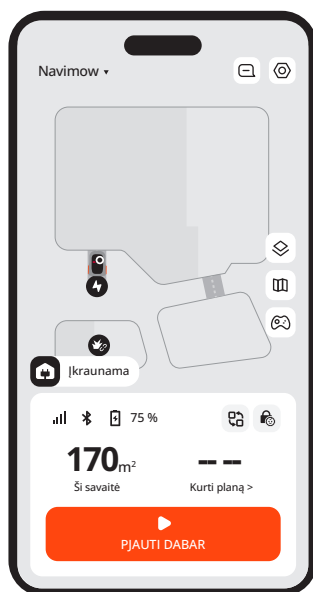 Navimow ▾
Įkraunama
75 %
170m²
-- --
Ši savaitė
Kurti planą >
PJAUTI DABAR